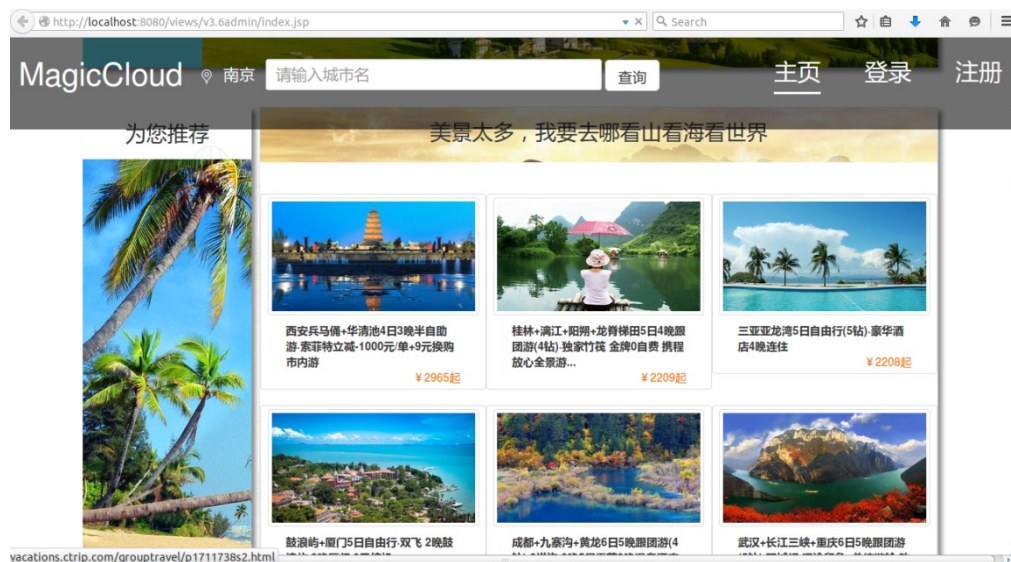 http://localhost:8080/views/v3.6admin/index.jsp
Search
MagicCloud 南京 请输入城市名 查询 主页 登录 注册
为您推荐
美景太多，我要去哪看山看海看世界
西安兵马俑+华清池4日3晚半自助
游·索菲特立减-1000元/单+9元换购
市内游
¥2965起
桂林+漓江+阳朔+龙脊梯田5日4晚跟
团游(4钻)·独家竹筏 金牌0自费 携程
放心全景游...
¥2209起
三亚亚龙湾5日自由行(5钻)·豪华酒
店4晚连住
¥2208起
鼓浪屿+厦门5日自由行·双飞 2晚鼓
成都+九寨沟+黄龙6日5晚跟团游(4
武汉+长江三峡+重庆6日5晚跟团游
vacations.ctrip.com/grouptravel/p1711738s2.html